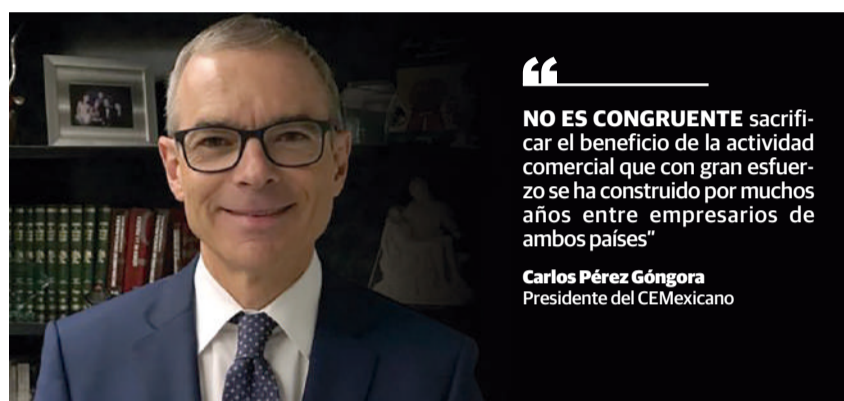 “
NO ES CONGRUENTE sacrifi-
car el beneficio de la actividad
comercial que con gran esfuer-
zo se ha construido por muchos
años entre empresarios de
ambos países”
Carlos Pérez Góngora
Presidente del CEMexicano